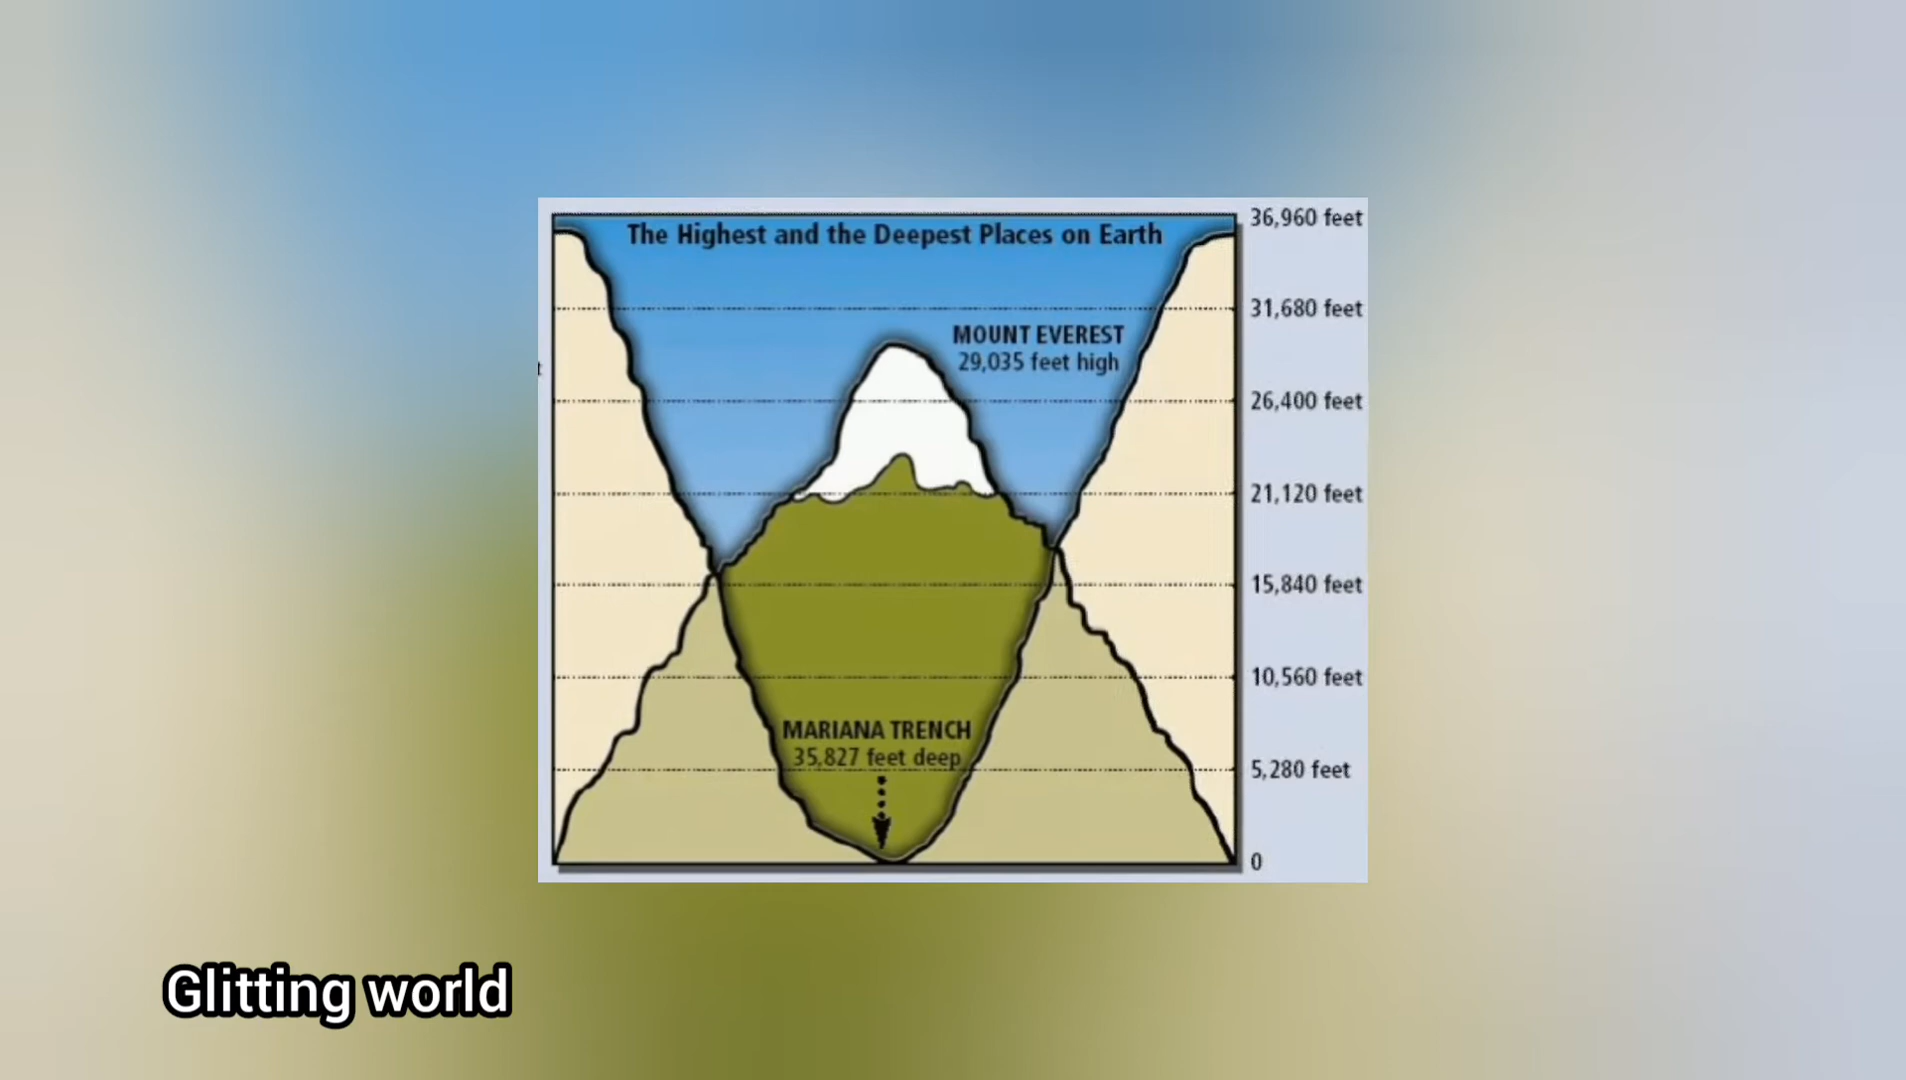 The Highest and the Deepest Places on Earth
36,960 feet
31,680 feet
MOUNT EVEREST
29,035 feet high
26,400 feet
21,120 feet
15,840 feet
10,560 feet
MARIANA TRENCH
35,827 feet deep
5,280 feet
0
Glitting world